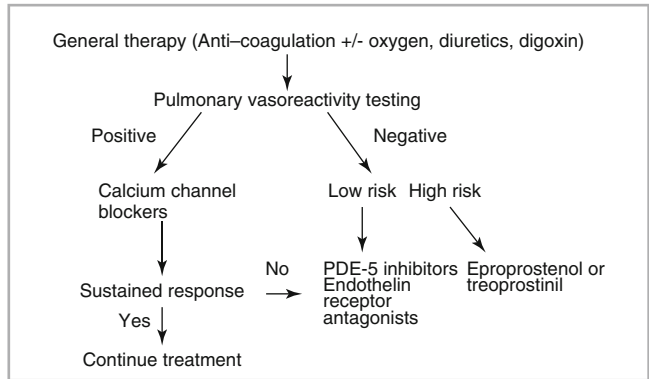 General therapy (Anti–coagulation +/- oxygen, diuretics, digoxin)
Pulmonary vasoreactivity testing
Positive
Negative
Calcium channel
blockers
Low risk
High risk
Sustained response
No
PDE-5 inhibitors
Endothelin
receptor
antagonists
Eproprostenol or
treoprostinil
Yes
Continue treatment